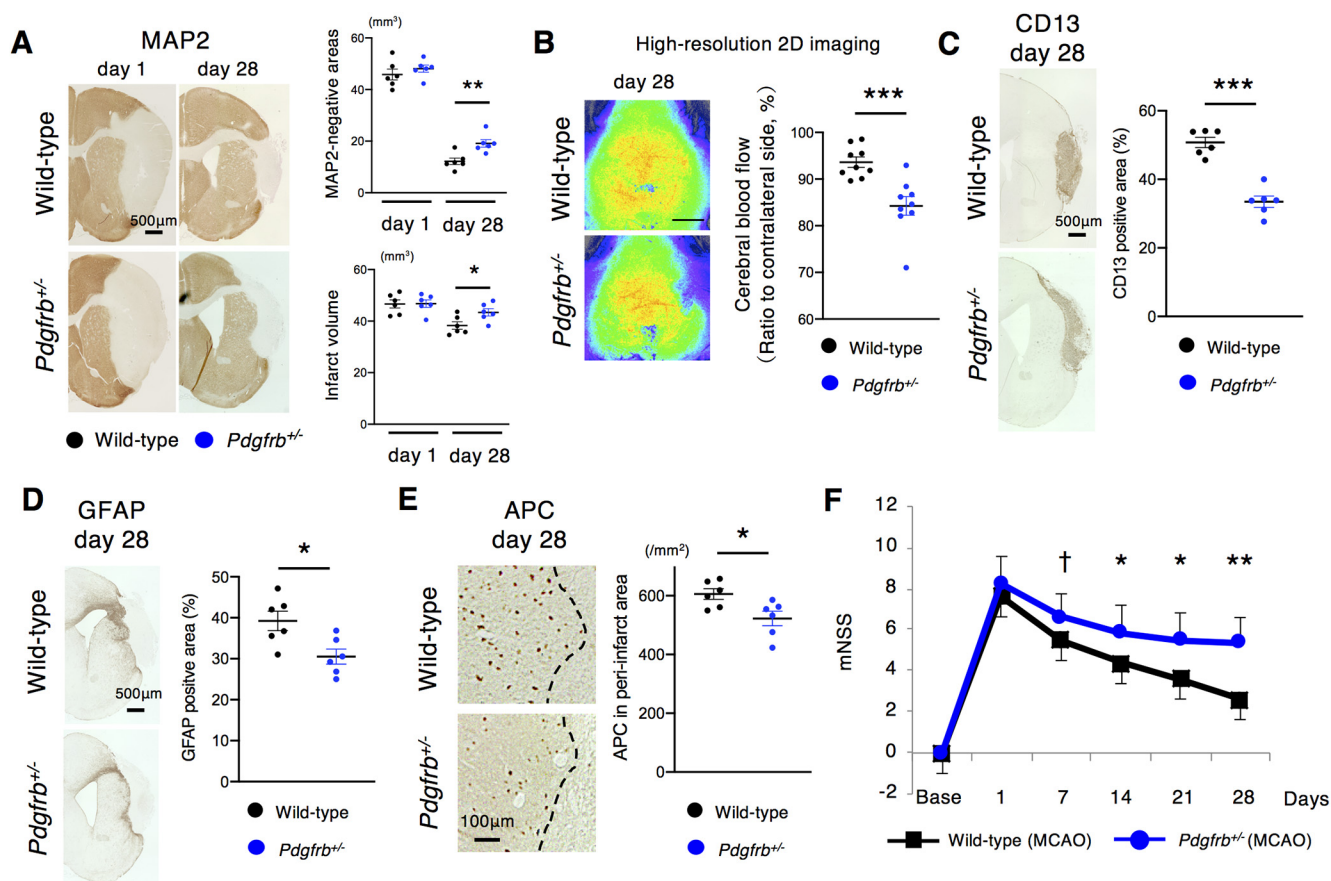 A
MAP2
day 1
day 28
Wild-type
Pdgfrb+/-
500μm
Wild-type
Pdgfrb+/-
(mm³)
MAP2-negative areas
60
40
20
0
**
day 1
day 28
(mm³)
Infarct volume
60
40
20
0
*
day 1
day 28
B
High-resolution 2D imaging
day 28
Wild-type
Pdgfrb+/-
Cerebral blood flow
(Ratio to contralateral side, %)
100
90
80
70
60
***
Wild-type
Pdgfrb+/-
C
CD13
day 28
Wild-type
Pdgfrb+/-
500μm
CD13 positive area (%)
60
40
20
0
***
Wild-type
Pdgfrb+/-
D
GFAP
day 28
Wild-type
Pdgfrb+/-
500μm
GFAP positive area (%)
50
40
30
20
10
0
*
Wild-type
Pdgfrb+/-
E
APC
day 28
Wild-type
Pdgfrb+/-
100μm
(/mm²)
APC in peri-infarct area
600
400
200
0
*
Wild-type
Pdgfrb+/-
F
mNSS
12
10
8
6
4
2
0
-2
† * * **
Base 1 7 14 21 28 Days
Wild-type (MCAO) Pdgfrb+/- (MCAO)